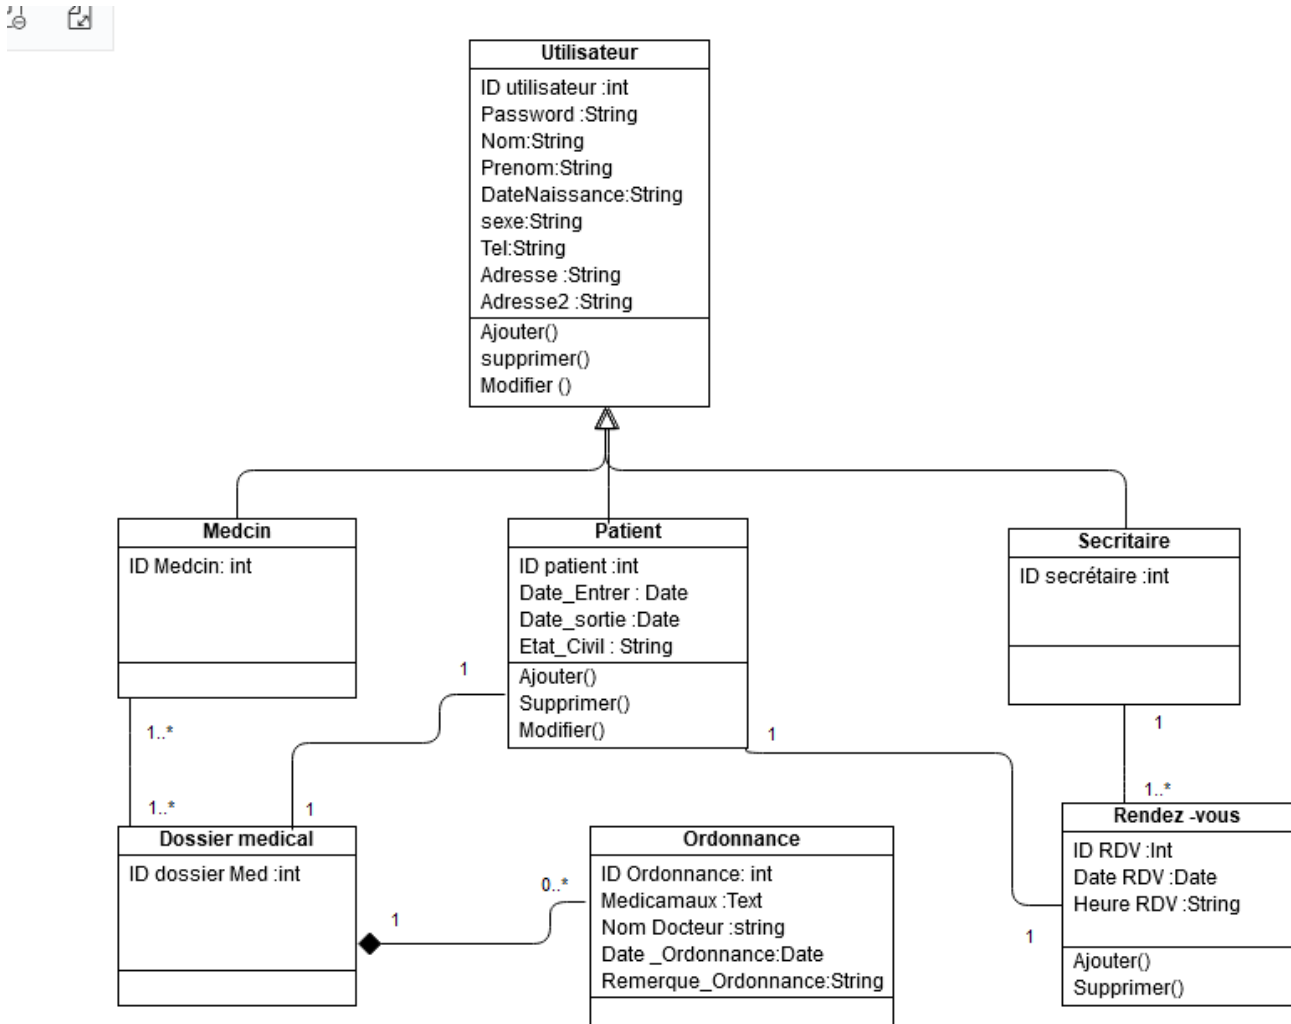 Utilisateur
ID utilisateur :int
Password :String
Nom:String
Prenom:String
DateNaissance:String
sexe:String
Tel:String
Adresse :String
Adresse2 :String
Ajouter()
supprimer()
Modifier ()
Medcin
ID Medcin: int
Patient
ID patient :int
Date_Entrer : Date
Date_sortie :Date
Etat_Civil : String
Ajouter()
Supprimer()
Modifier()
Secritaire
ID secrétaire :int
1
1..*
1..*
1
1
1
1..*
1
Dossier medical
ID dossier Med :int
1
0..*
Ordonnance
ID Ordonnance: int
Medicamaux :Text
Nom Docteur :string
Date _Ordonnance:Date
Remerque_Ordonnance:String
Rendez -vous
ID RDV :Int
Date RDV :Date
Heure RDV :String
Ajouter()
Supprimer()